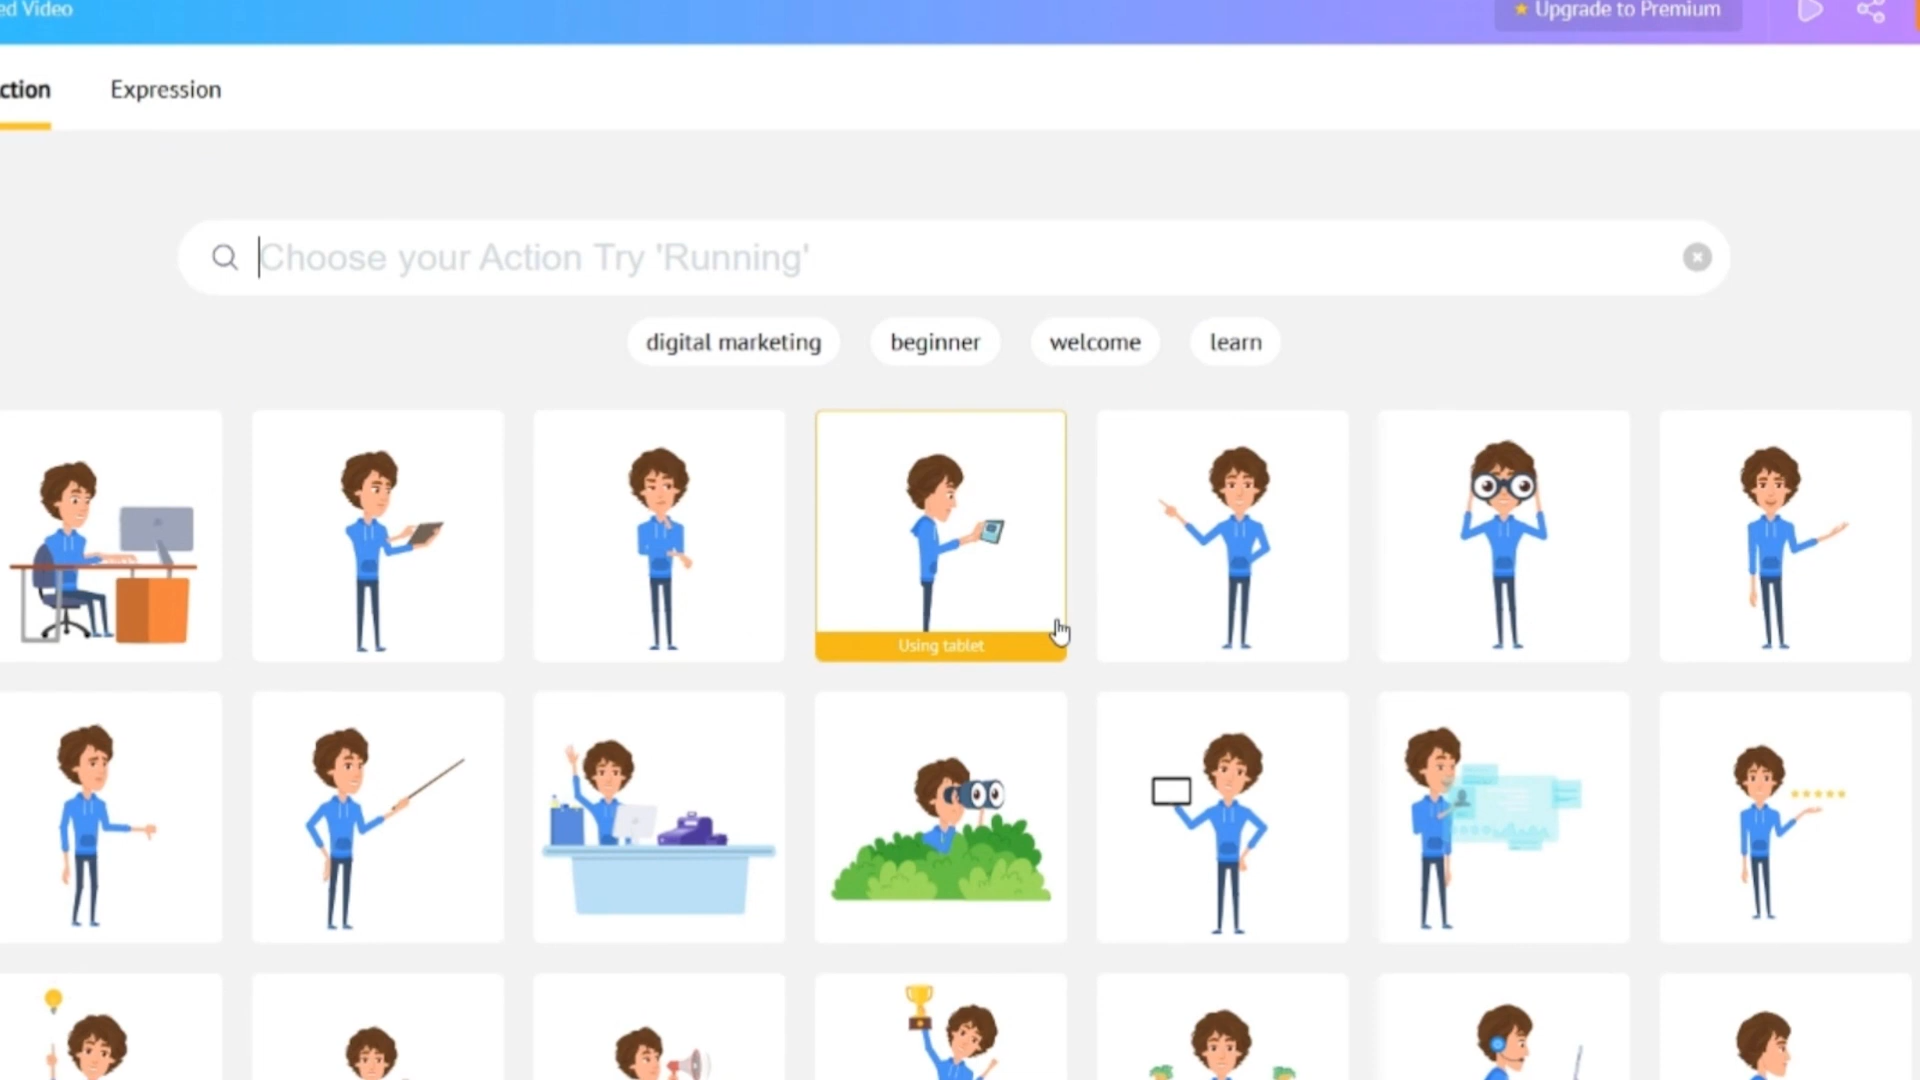 ed Video
Upgrade to Premium
ction
Expression
Choose your Action Try 'Running'
digital marketing
beginner
welcome
learn
Using tablet